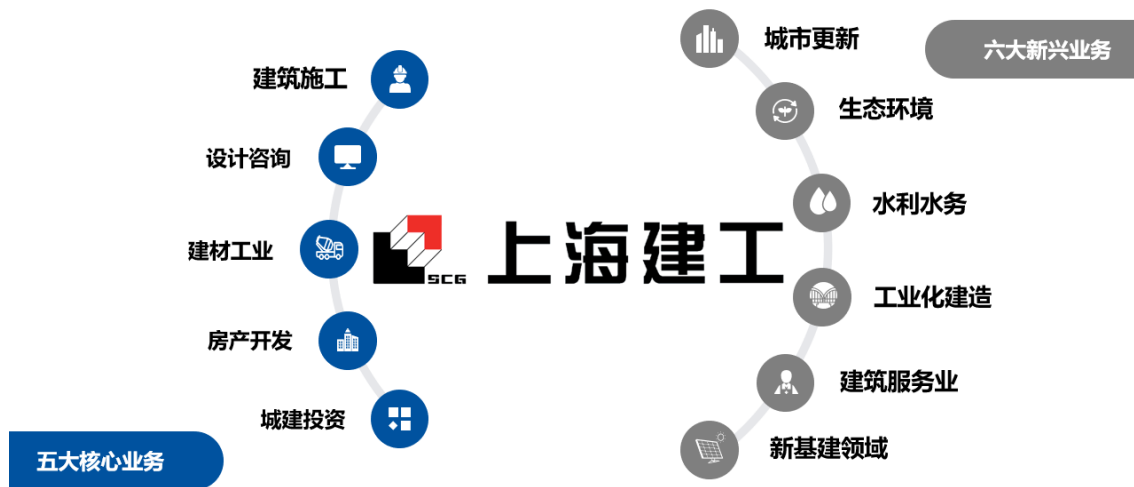 建筑施工
设计咨询
建材工业
房产开发
城建投资
五大核心业务
SCG
上海建工
六大新兴业务
城市更新
生态环境
水利水务
工业化建造
建筑服务业
新基建领域